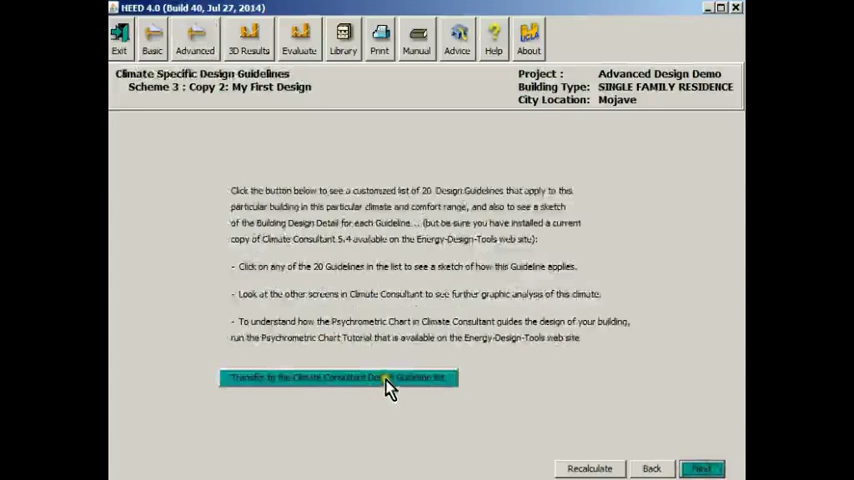 HEED 4.0 (Build 40, Jul 27, 2014)
Exit Basic Advanced 3D Results Evaluate Library Print Manual Advice Help About
Climate Specific Design Guidelines
Scheme 3 : Copy 2: My First Design
Project : Advanced Design Demo
Building Type: SINGLE FAMILY RESIDENCE
City Location: Mojave
Click the button below to see a customized list of 20 Design Guidelines that apply to this
particular building in this particular climate and comfort range, and also to see a sketch
of the Building Design Detail for each Guideline... (but be sure you have installed a current
copy of Climate Consultant 5.4 available on the Energy-Design-Tools web site):
- Click on any of the 20 Guidelines in the list to see a sketch of how this Guideline applies.
- Look at the other screens in Climate Consultant to see further graphic analysis of this climate.
- To understand how the Psychrometric Chart in Climate Consultant guides the design of your building,
run the Psychrometric Chart Tutorial that is available on the Energy-Design-Tools web site
Transfer to the Climate Consultant Design Guideline list
Recalculate Back Next